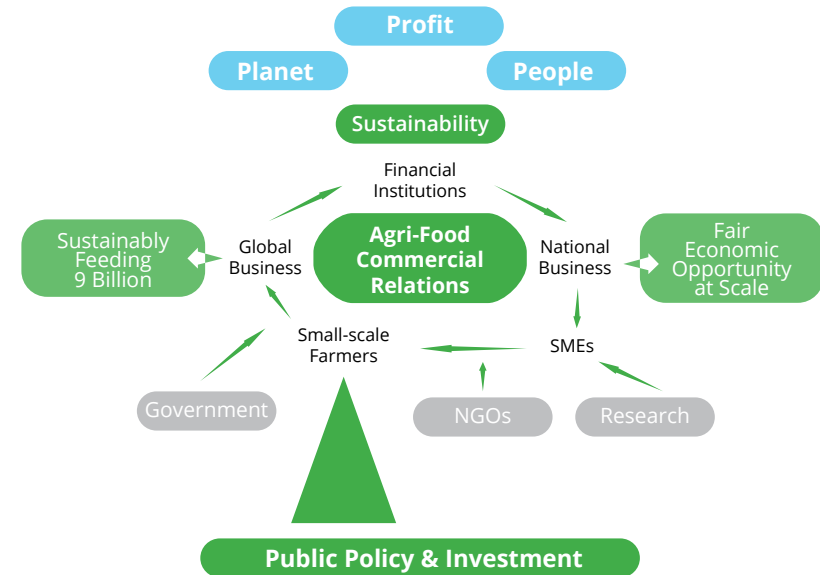 Profit
Planet
People
Sustainability
Financial
Institutions
Sustainably
Feeding
9 Billion
Global
Business
Agri-Food
Commercial
Relations
National
Business
Fair
Economic
Opportunity
at Scale
Small-scale
Farmers
SMEs
Government
NGOs
Research
Public Policy & Investment